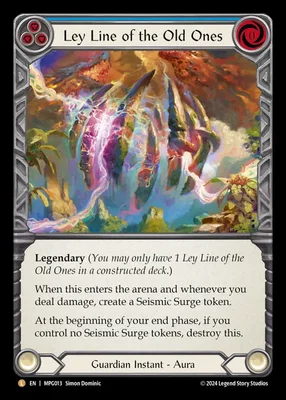 Ley Line of the Old Ones
Legendary (You may only have 1 Ley Line of the
Old Ones in a constructed deck.)
When this enters the arena and whenever you
deal damage, create a Seismic Surge token.
At the beginning of your end phase, if you
control no Seismic Surge tokens, destroy this.
Guardian Instant - Aura
L EN | MPG013 Simon Dominic
© 2024 Legend Story Studios